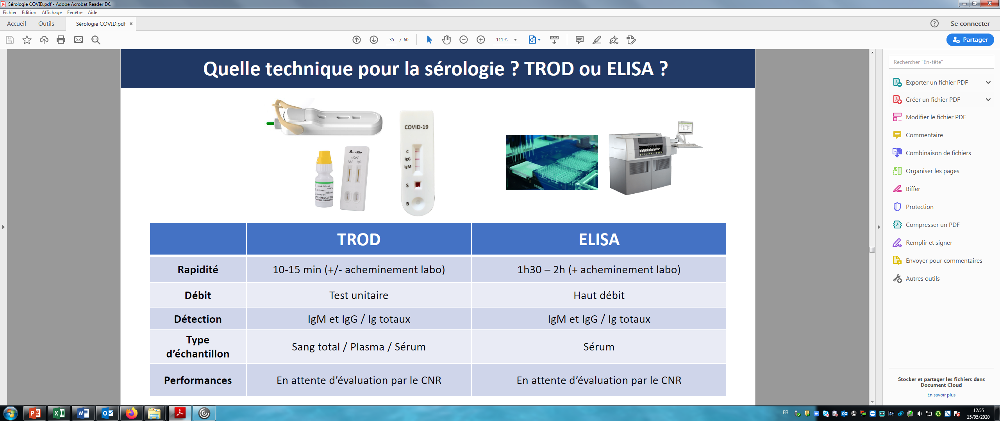 Sérologie COVID.pdf - Adobe Acrobat Reader DC
Fichier Edition Affichage Fenêtre Aide
Accueil Outils Sérologie COVID.pdf × ? Se connecter
35 / 60 111% Partager
Quelle technique pour la sérologie ? TROD ou ELISA ?
COVID-19
C
IgG
IgM
S
B
Autobio
nCoV
IgM IgG
Sample Diluent
TROD ELISA
Rapidité 10-15 min (+/- acheminement labo) 1h30 – 2h (+ acheminement labo)
Débit Test unitaire Haut débit
Détection IgM et IgG / Ig totaux IgM et IgG / Ig totaux
Type
d’échantillon Sang total / Plasma / Sérum Sérum
Performances En attente d’évaluation par le CNR En attente d’évaluation par le CNR
Rechercher "En-tête"
Exporter un fichier PDF
Créer un fichier PDF
Modifier le fichier PDF
Commentaire
Combinaison de fichiers
Organiser les pages
Biffer
Protection
Compresser un PDF
Remplir et signer
Envoyer pour commentaires
Autres outils
Stocker et partager les fichiers dans
Document Cloud
En savoir plus
FR 12:55
15/05/2020